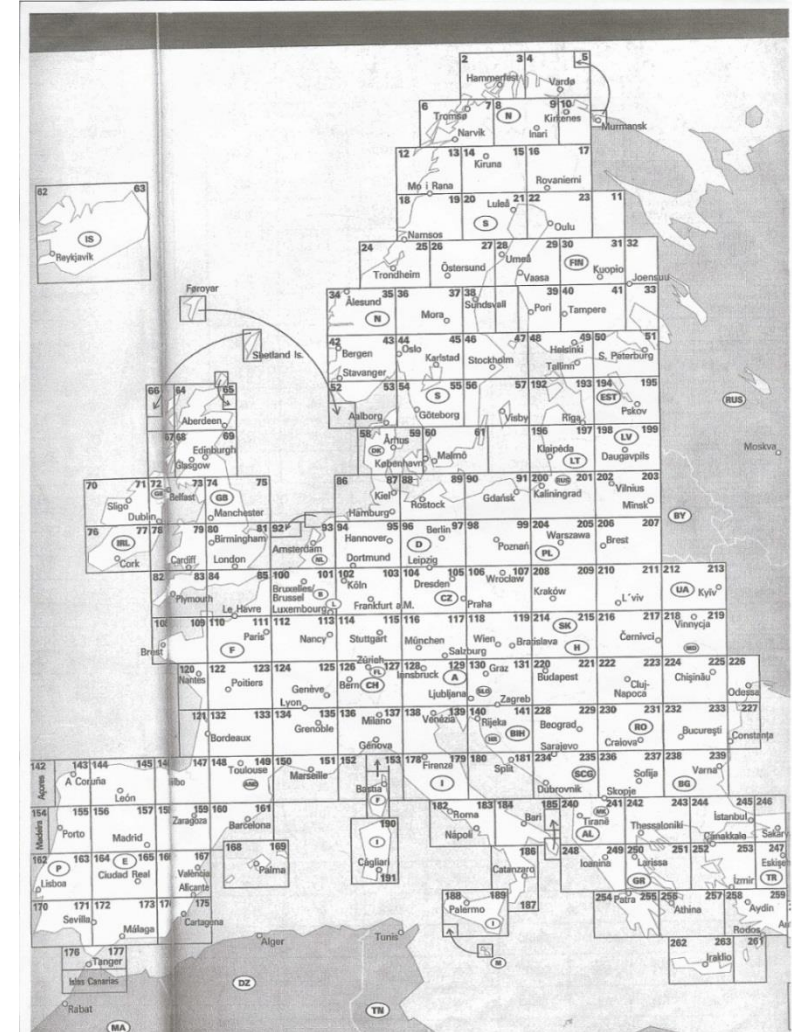 2 3 4 5
Hammerfest
Vardø
6 7 8 N 9 10
Tromsø
Kirkenes
Murmansk
Narvik
Inari
12 13 14 15 16 17
Kiruna
Mo i Rana
Rovaniemi
62 63
18 19 20 21 22 23 11
Luleå
S
Oulu
IS
Namsos
Reykjavik
24 25 26 27 28 29 30 31 32
Umeå
FIN
Östersund
Kuopio
Trondheim
Vaasa
Joensuu
Føroyar
34 35 36 37 38 39 40 41 33
Ålesund
Sundsvall
N
Mora
Pori
Tampere
42 43 44 45 46 47 48 49 50 51
Shetland Is.
Bergen
Oslo
Helsinki
S. Peterburg
Karlstad
Stockholm
Tallinn
Stavanger
66 64 65
52 53 54 55 56 57 192 193 194 195
S
EST
RUS
Aalborg
Göteborg
Visby
Riga
Pskov
Aberdeen
67 68 69
58 59 60 61 196 197 198 199
LV
Edinburgh
Århus
DK
Moskva
Glasgow
København
Malmö
Klaipėda
LT
Daugavpils
70 71 72 73 74 75
86 87 88 89 90 91 200 RUS 201 202 203
GB
Sligo
Belfast
GB
Kiel
Rostock
Gdańsk
Kaliningrad
Vilnius
Dublin
Manchester
Hamburg
Minsk
BY
76 77 78 79 80 81 92 93 94 95 96 97 98 99 204 205 206 207
IRL
Birmingham
Amsterdam
NL
Hannover
D
Berlin
Poznań
Warszawa
PL
Brest
Cork
Cardiff
London
Dortmund
Leipzig
82 83 84 85 100 101 102 103 104 105 106 107 208 209 210 211 212 213
Plymouth
Bruxelles/
Brussel
B
Köln
Dresden
CZ
Wrocław
UA
Kyïv
Le Havre
Luxembourg
L
Frankfurt a.M.
Praha
Kraków
L´viv
109 110 111 112 113 114 115 116 117 118 119 214 215 216 217 218 219
Paris
Nancy
Stuttgart
München
Wien
Bratislava
SK
H
Černivci
Vinnycja
Brest
F
Salzburg
120 122 123 124 125 126 127 128 129 130 131 220 221 222 223 224 225 226
Nantes
Poitiers
Genève
Zürich
FL
Bern
CH
Innsbruck
A
Graz
Budapest
Cluj-
Napoca
Chişinău
Odessa
Lyon
Ljubljana
SLO
Zagreb
121 132 133 134 135 136 137 138 139 140 141 228 229 230 231 232 233 227
Bordeaux
Grenoble
Milano
Venézia
Rijeka
HR
BIH
Beograd
RO
Craiova
Bucureşti
Constanţa
Génova
Sarajevo
142 143 144 145 147 148 149 150 151 152 153 178 179 180 181 234 235 236 237 238 239
Açores
A Coruña
Toulouse
Marseille
Firenze
Split
SCG
Sofija
Varna
León
AND
Bastia
F
I
Dubrovnik
Skopje
BG
154 155 156 157 159 160 161 182 183 184 185 240 241 242 243 244 245 246
Madeira
Porto
Madrid
Zaragoza
Barcelona
Roma
Nápoli
Bari
Tiranë
AL
Thessaloniki
İstanbul
Çanakkale
162 163 164 165 167 168 169 190 186 248 249 250 251 252 253 247
P
E
I
Lisboa
Ciudad Real
València
Alicante
Palma
Cágliari
191
Catanzaro
Ioanina
Larissa
GR
İzmir
TR
170 171 172 173 175 188 189 187 254 255 256 257 258 259
Sevilla
Málaga
Cartagena
Palermo
I
Patra
Athina
Aydin
Rodos
176 177
262 263 261
Tanger
Islas Canarias
Alger
Tunis
Iraklio
M
DZ
Rabat
TN
MA